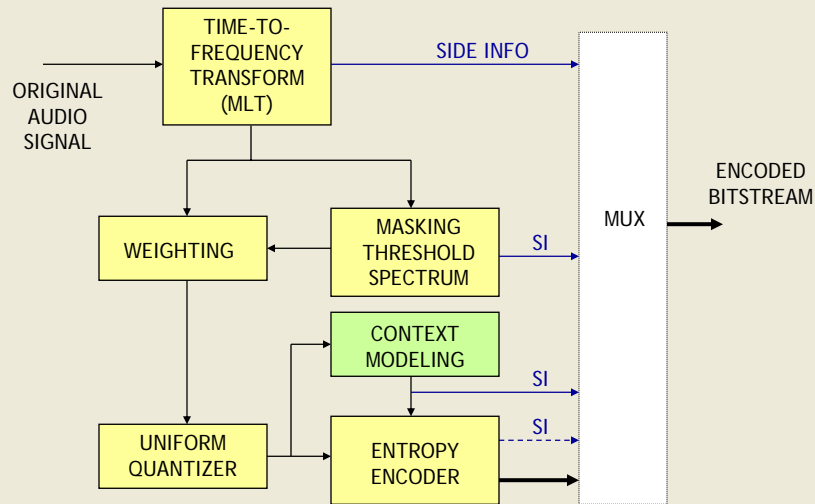 TIME-TO-
FREQUENCY
TRANSFORM
(MLT)
SIDE INFO
ORIGINAL
AUDIO
SIGNAL
ENCODED
BITSTREAM
MUX
WEIGHTING
MASKING
THRESHOLD
SPECTRUM
SI
CONTEXT
MODELING
SI
UNIFORM
QUANTIZER
ENTROPY
ENCODER
SI